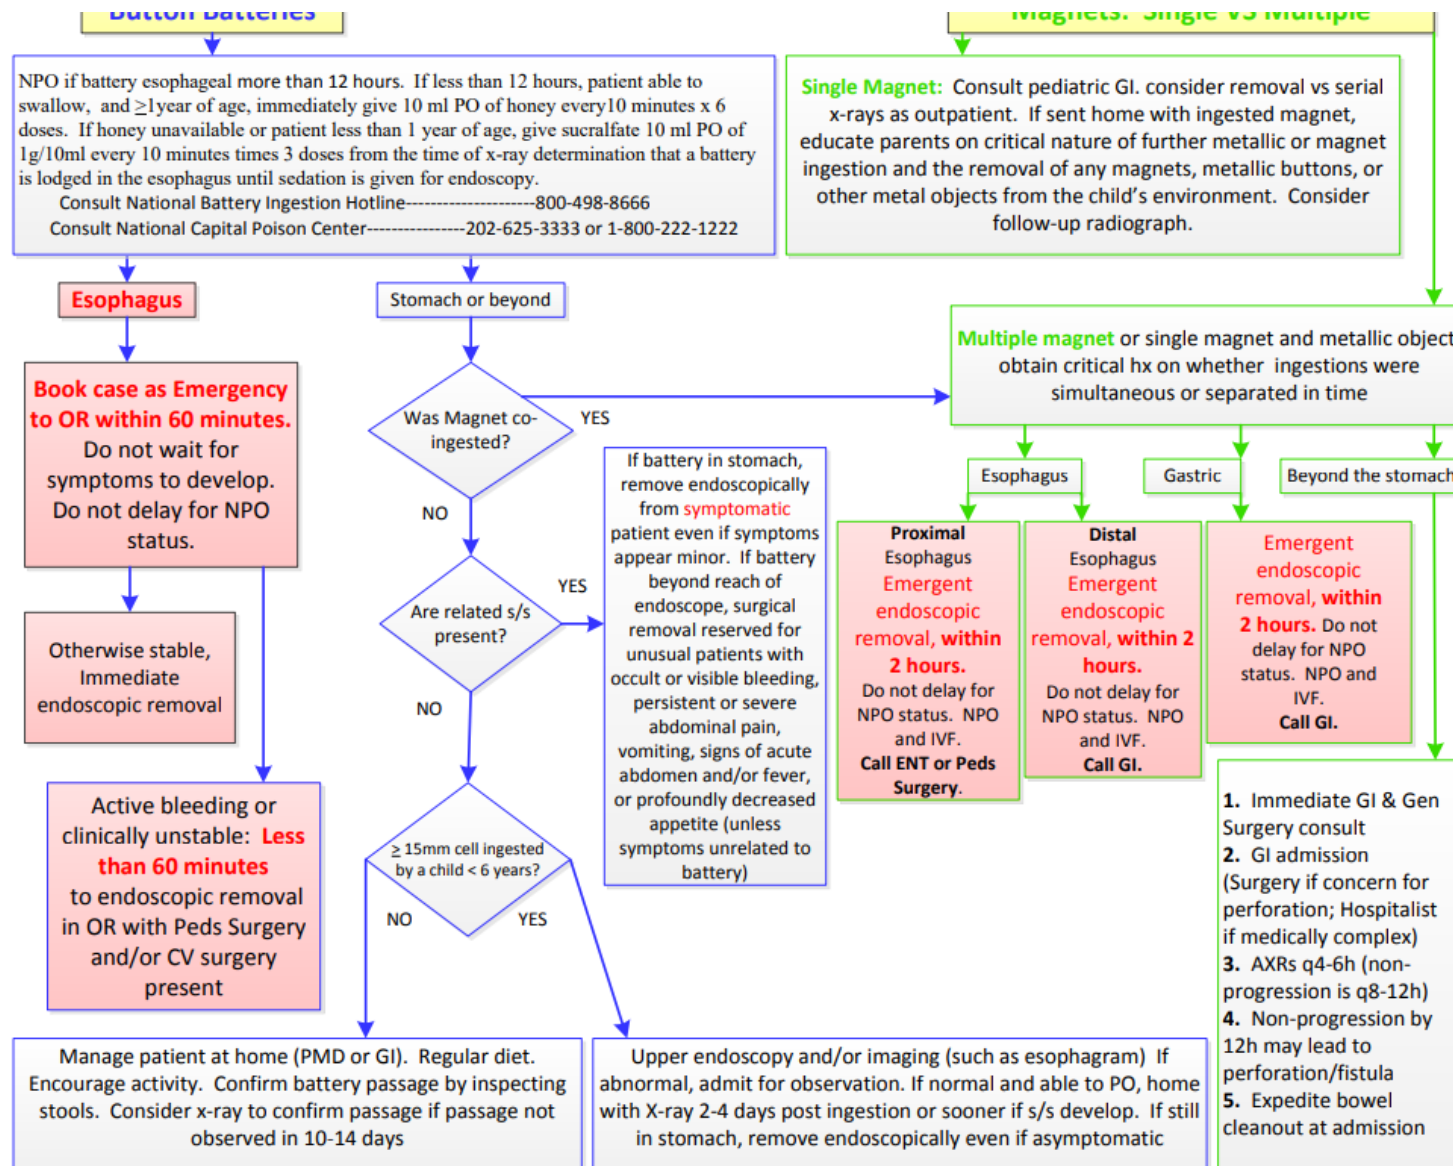 Button Batteries
Magnets: Single VS Multiple
NPO if battery esophageal more than 12 hours. If less than 12 hours, patient able to
swallow, and ≥1year of age, immediately give 10 ml PO of honey every10 minutes x 6
doses. If honey unavailable or patient less than 1 year of age, give sucralfate 10 ml PO of
1g/10ml every 10 minutes times 3 doses from the time of x-ray determination that a battery
is lodged in the esophagus until sedation is given for endoscopy.
Consult National Battery Ingestion Hotline---------------------800-498-8666
Consult National Capital Poison Center----------------202-625-3333 or 1-800-222-1222
Single Magnet: Consult pediatric GI. consider removal vs serial
x-rays as outpatient. If sent home with ingested magnet,
educate parents on critical nature of further metallic or magnet
ingestion and the removal of any magnets, metallic buttons, or
other metal objects from the child's environment. Consider
follow-up radiograph.
Esophagus
Stomach or beyond
Book case as Emergency
to OR within 60 minutes.
Do not wait for
symptoms to develop.
Do not delay for NPO
status.
Otherwise stable,
Immediate
endoscopic removal
Active bleeding or
clinically unstable: Less
than 60 minutes
to endoscopic removal
in OR with Peds Surgery
and/or CV surgery
present
Was Magnet co-
ingested?
YES
NO
Are related s/s
present?
YES
NO
≥ 15mm cell ingested
by a child < 6 years?
NO
YES
If battery in stomach,
remove endoscopically
from symptomatic
patient even if symptoms
appear minor. If battery
beyond reach of
endoscope, surgical
removal reserved for
unusual patients with
occult or visible bleeding,
persistent or severe
abdominal pain,
vomiting, signs of acute
abdomen and/or fever,
or profoundly decreased
appetite (unless
symptoms unrelated to
battery)
Multiple magnet or single magnet and metallic object
obtain critical hx on whether ingestions were
simultaneous or separated in time
Esophagus
Gastric
Beyond the stomach
Proximal
Esophagus
Emergent
endoscopic
removal, within
2 hours.
Do not delay for
NPO status. NPO
and IVF.
Call ENT or Peds
Surgery.
Distal
Esophagus
Emergent
endoscopic
removal, within 2
hours.
Do not delay for
NPO status. NPO
and IVF.
Call GI.
Emergent
endoscopic
removal, within
2 hours. Do not
delay for NPO
status. NPO and
IVF.
Call GI.
1. Immediate GI & Gen
Surgery consult
2. GI admission
(Surgery if concern for
perforation; Hospitalist
if medically complex)
3. AXRs q4-6h (non-
progression is q8-12h)
4. Non-progression by
12h may lead to
perforation/fistula
5. Expedite bowel
cleanout at admission
Manage patient at home (PMD or GI). Regular diet.
Encourage activity. Confirm battery passage by inspecting
stools. Consider x-ray to confirm passage if passage not
observed in 10-14 days
Upper endoscopy and/or imaging (such as esophagram) If
abnormal, admit for observation. If normal and able to PO, home
with X-ray 2-4 days post ingestion or sooner if s/s develop. If still
in stomach, remove endoscopically even if asymptomatic